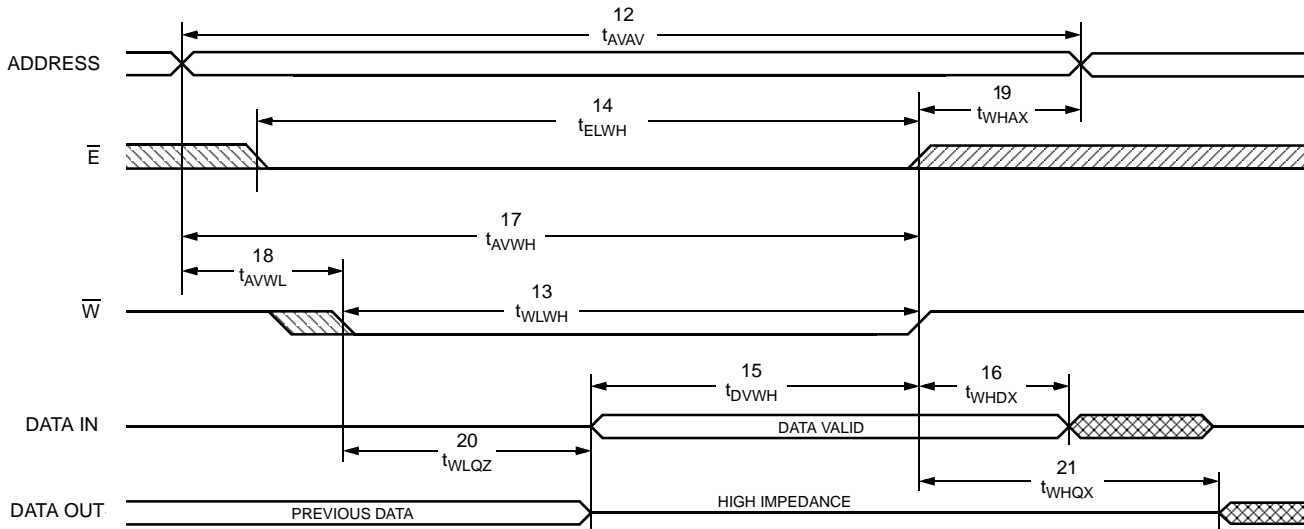 12
tAVAV
ADDRESS
14
tELWH
19
tWHAX
E
17
tAVWH
18
tAVWL
W
13
tWLWH
15
tDVWH
16
tWHDX
DATA IN
DATA VALID
20
tWLQZ
21
tWHQX
DATA OUT
PREVIOUS DATA
HIGH IMPEDANCE